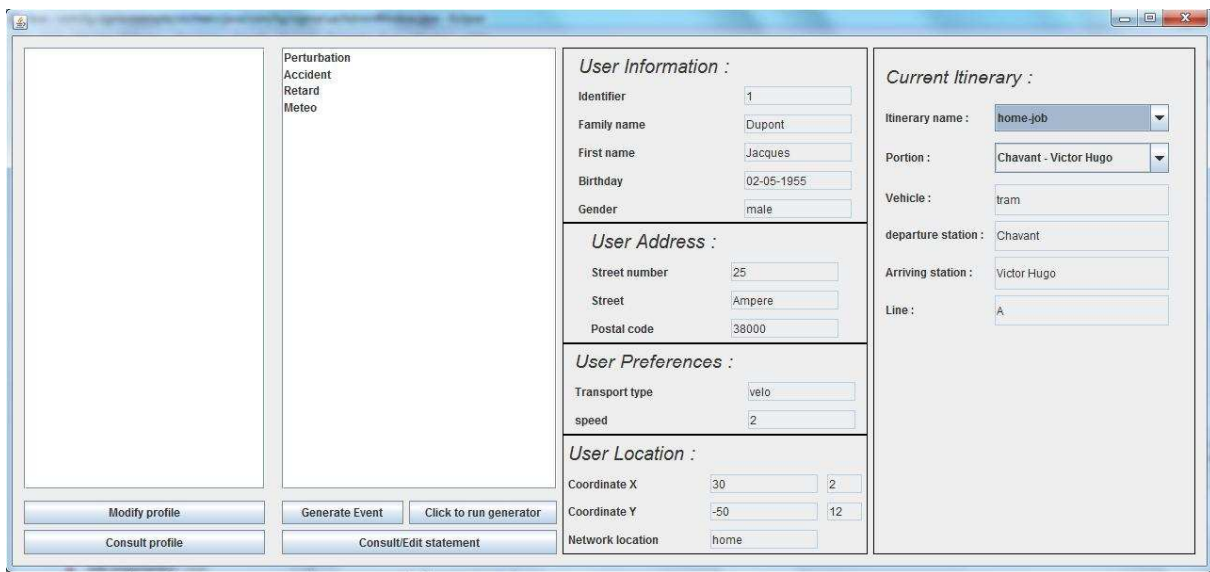 Perturbation
Accident
Retard
Meteo
Modify profile
Consult profile
Generate Event
Click to run generator
Consult/Edit statement
User Information :
Identifier 1
Family name Dupont
First name Jacques
Birthday 02-05-1955
Gender male
User Address :
Street number 25
Street Ampere
Postal code 38000
User Preferences :
Transport type velo
speed 2
User Location :
Coordinate X 30 2
Coordinate Y -50 12
Network location home
Current Itinerary :
Itinerary name : home-job
Portion : Chavant - Victor Hugo
Vehicle : tram
departure station : Chavant
Arriving station : Victor Hugo
Line : A